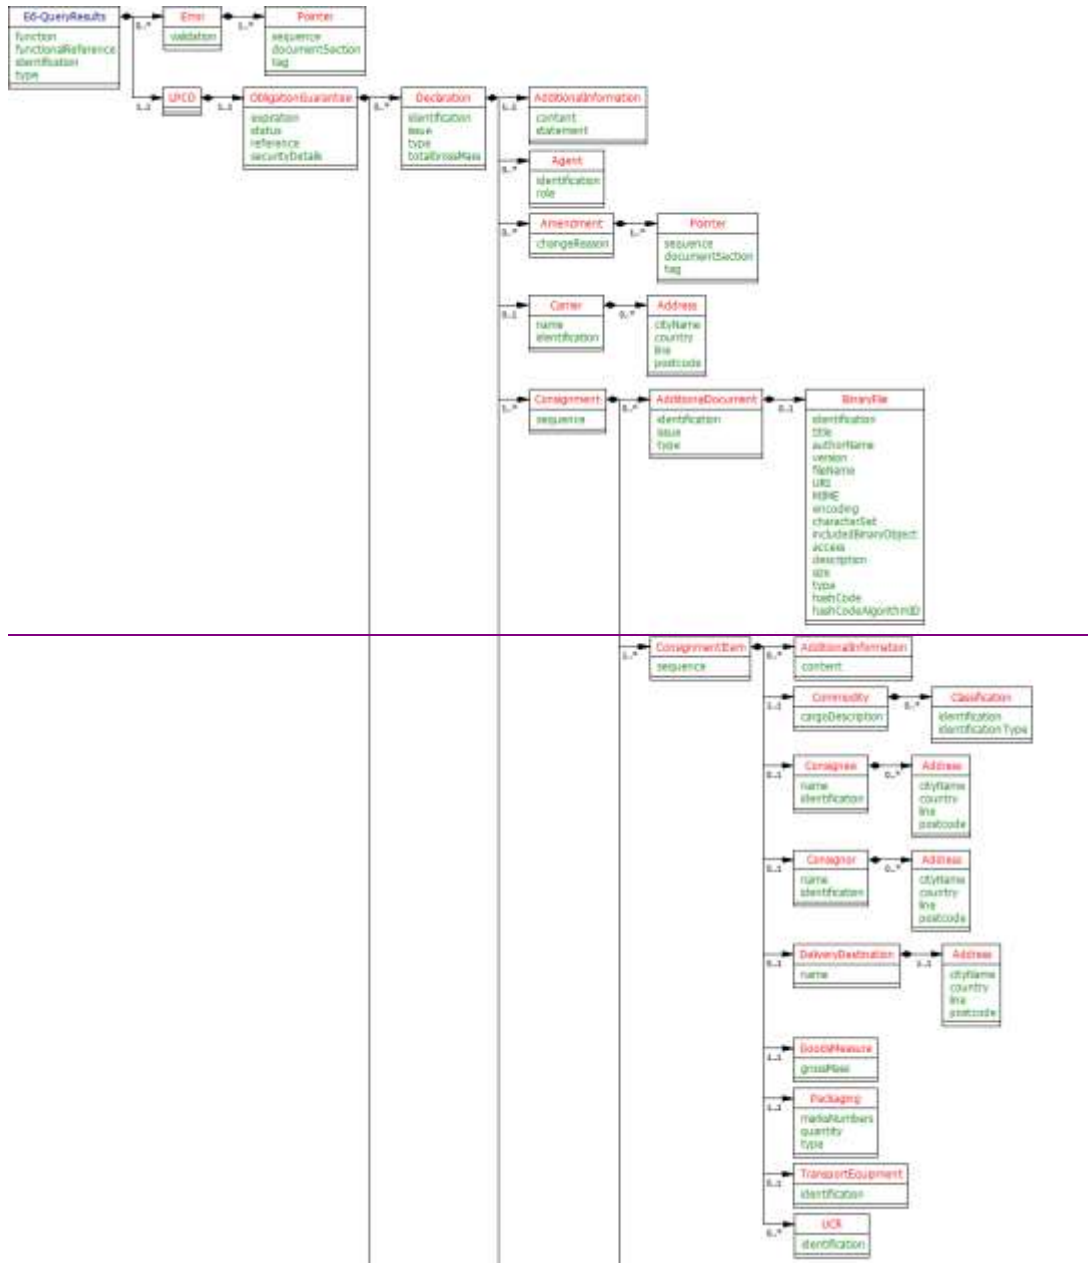 E6-QueryResults
function
functionalReference
identification
type
0..*
Error
validation
1..*
Pointer
sequence
documentSection
tag
1..1
1..1
ObligationGuarantee
expiration
status
reference
securityDetails
0..*
Declaration
identification
issue
type
totalGrossMass
1..1
AdditionalInformation
content
statement
0..*
Agent
identification
role
0..*
Amendment
changeReason
1..*
Pointer
sequence
documentSection
tag
0..1
Carrier
name
identification
0..*
Address
cityName
country
line
postcode
1..*
Consignment
sequence
0..*
AdditionalDocument
identification
issue
type
0..1
BinaryFile
identification
title
authorName
version
fileName
URI
MIME
encoding
characterSet
includedBinaryObject
access
description
size
type
hashCode
hashCodeAlgorithmID
1..*
ConsignmentItem
sequence
0..*
AdditionalInformation
content
1..1
Commodity
cargoDescription
0..*
Classification
identification
identificationType
0..1
Consignee
name
identification
0..*
Address
cityName
country
line
postcode
0..1
Consignor
name
identification
0..*
Address
cityName
country
line
postcode
0..1
DeliveryDestination
name
1..1
Address
cityName
country
line
postcode
1..1
GoodsMeasure
grossMass
1..1
Packaging
marksNumbers
quantity
type
0..1
TransportEquipment
identification
0..*
UCR
identification